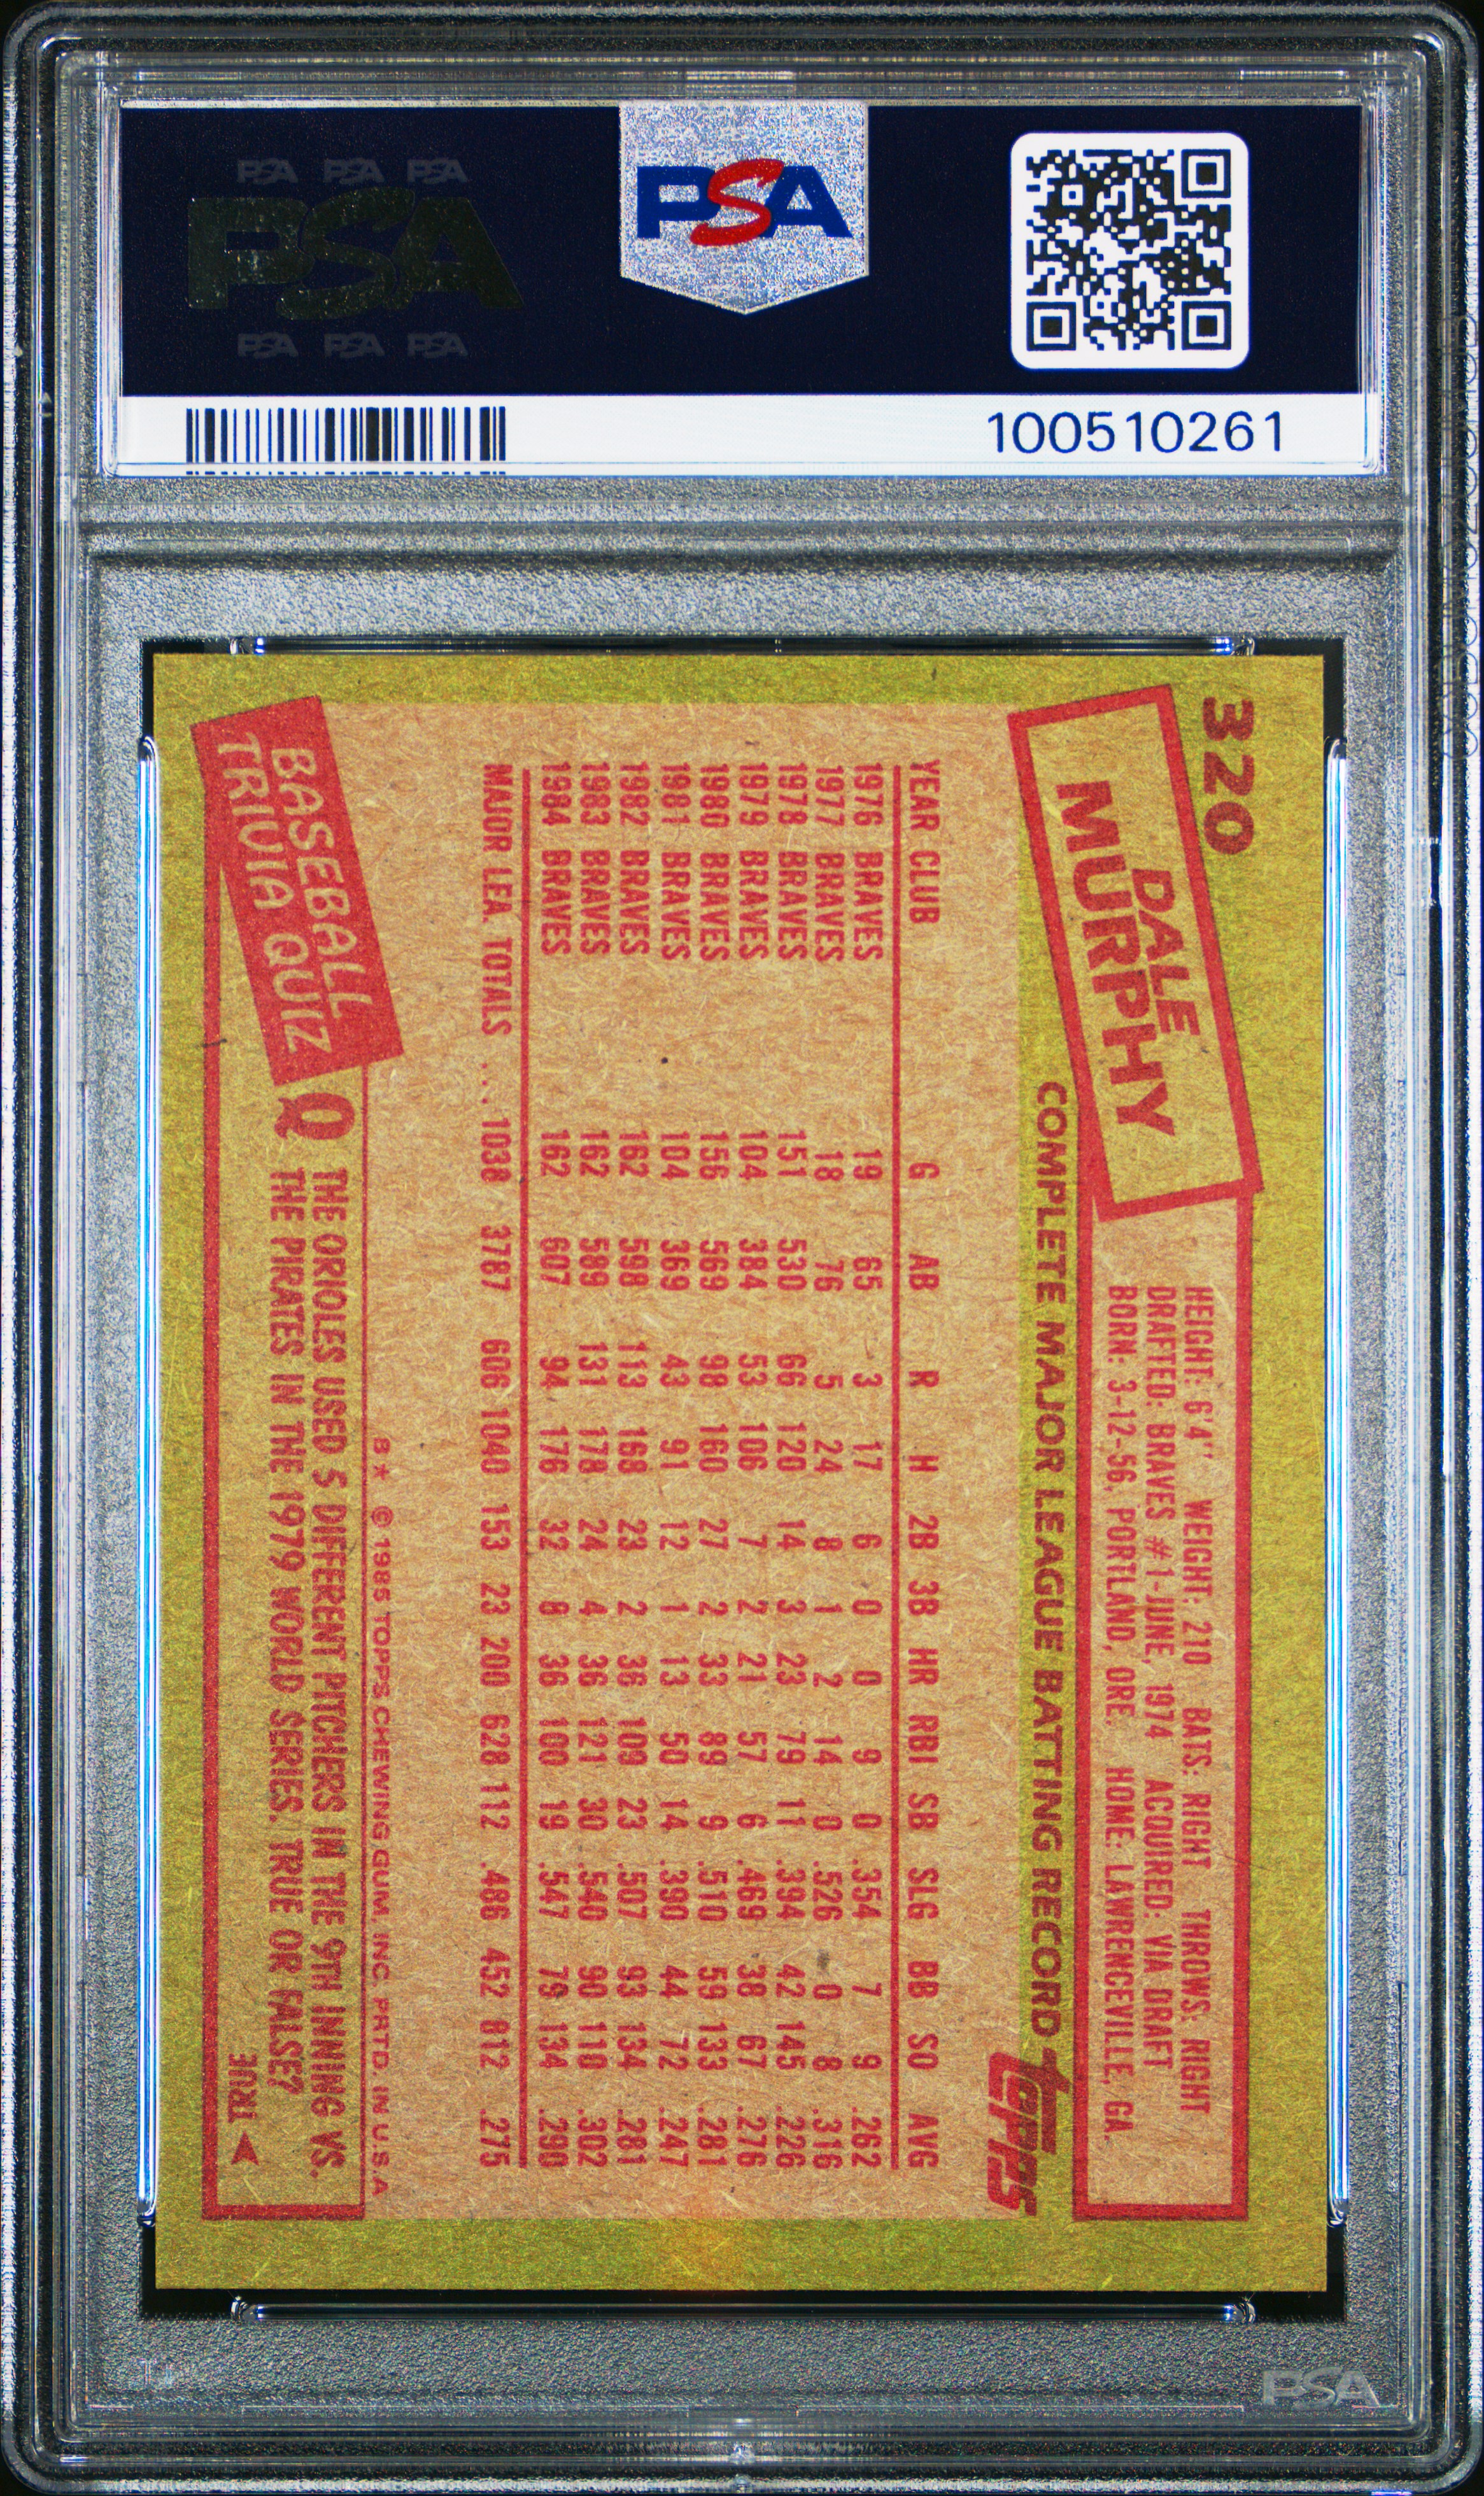 PSA PSA PSA
PSA
PSA PSA PSA
PSA
100510261
320
DALE
MURPHY
HEIGHT: 6'4" WEIGHT: 210 BATS: RIGHT THROWS: RIGHT
DRAFTED: BRAVES #1-JUNE, 1974 ACQUIRED: VIA DRAFT
BORN: 3-12-56, PORTLAND, ORE. HOME: LAWRENCEVILLE, GA.
COMPLETE MAJOR LEAGUE BATTING RECORD
topps
YEAR CLUB G AB R H 2B 3B HR RBI SB SLG BB SO AVG
1976 BRAVES 19 65 3 17 6 0 0 9 0 .354 7 9 .262
1977 BRAVES 18 76 5 24 8 1 2 14 0 .526 0 8 .316
1978 BRAVES 151 530 66 120 14 3 23 79 11 .394 42 145 .226
1979 BRAVES 104 384 53 106 7 2 21 57 6 .469 38 67 .276
1980 BRAVES 156 569 98 160 27 2 33 89 9 .510 59 133 .281
1981 BRAVES 104 369 43 91 12 1 13 50 14 .390 44 72 .247
1982 BRAVES 162 598 113 168 23 2 36 109 23 .507 93 134 .281
1983 BRAVES 162 589 131 178 24 4 36 121 30 .540 90 110 .302
1984 BRAVES 162 607 94 176 32 8 36 100 19 .547 79 134 .290
MAJOR LEA. TOTALS ... 1038 3787 606 1040 153 23 200 628 112 .486 452 812 .275
B* © 1985 TOPPS CHEWING GUM, INC. PRTD. IN U.S.A.
BASEBALL
TRIVIA QUIZ
Q THE ORIOLES USED 5 DIFFERENT PITCHERS IN THE 9TH INNING VS.
THE PIRATES IN THE 1979 WORLD SERIES. TRUE OR FALSE?
TRUE
PSA